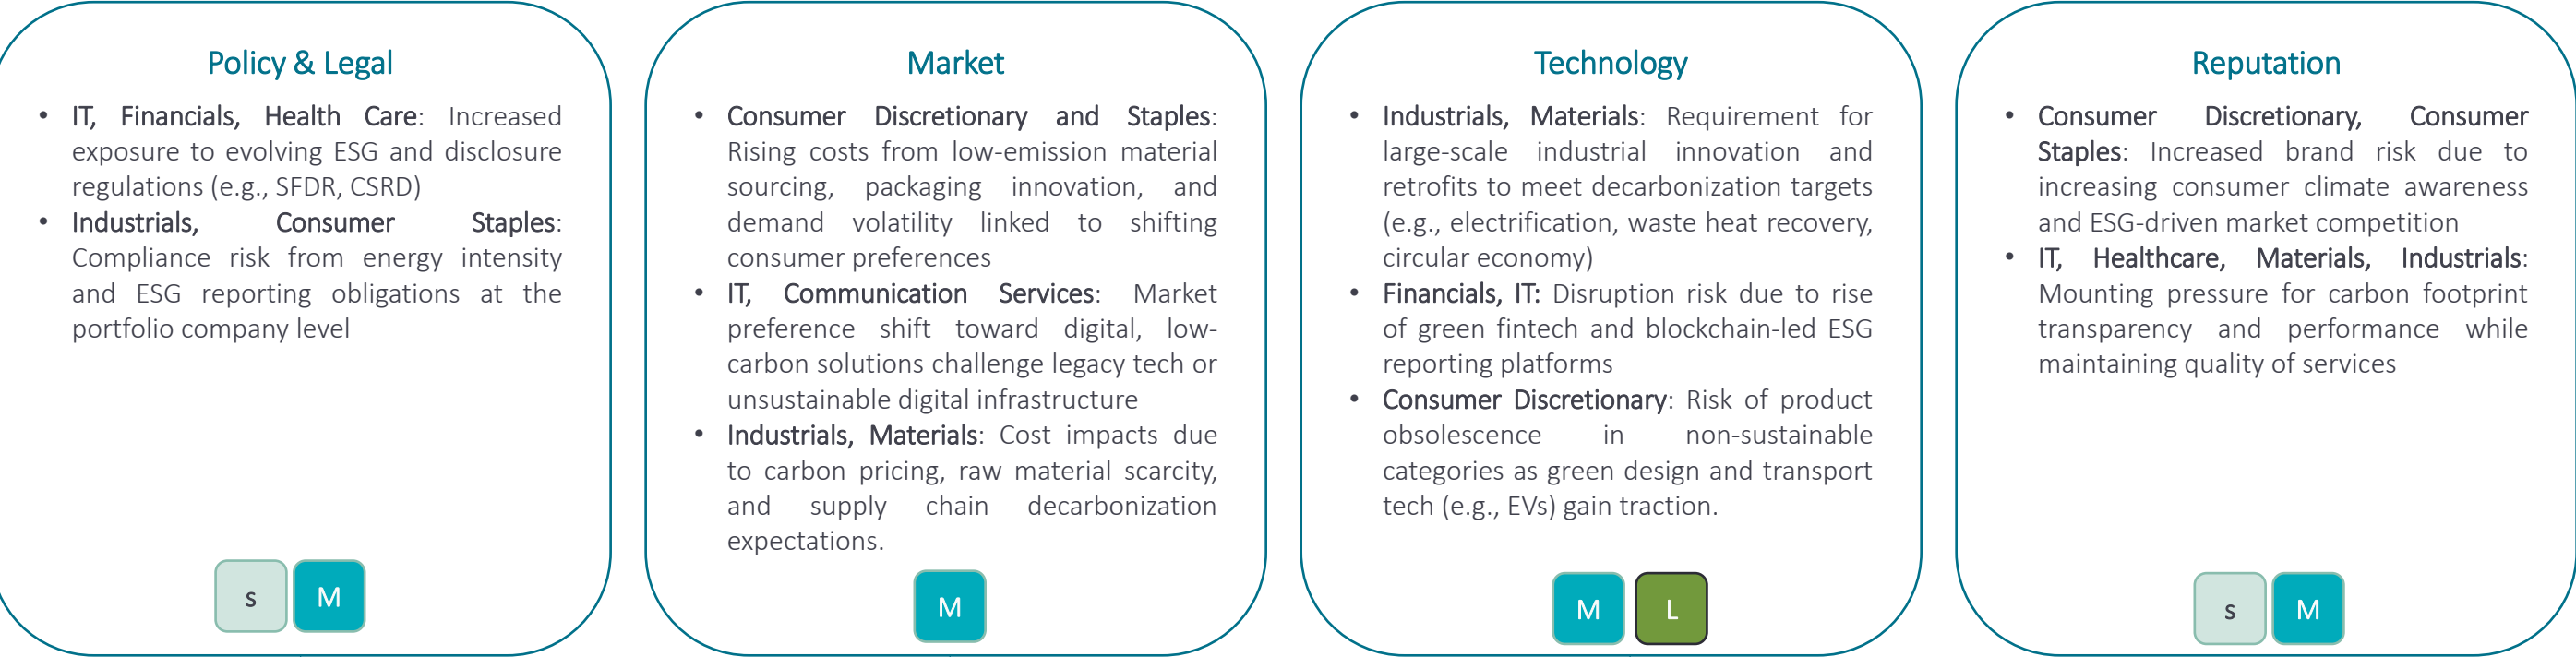 Policy & Legal
• IT, Financials, Health Care: Increased
exposure to evolving ESG and disclosure
regulations (e.g., SFDR, CSRD)
• Industrials, Consumer Staples:
Compliance risk from energy intensity
and ESG reporting obligations at the
portfolio company level
s M
Market
• Consumer Discretionary and Staples:
Rising costs from low-emission material
sourcing, packaging innovation, and
demand volatility linked to shifting
consumer preferences
• IT, Communication Services: Market
preference shift toward digital, low-
carbon solutions challenge legacy tech or
unsustainable digital infrastructure
• Industrials, Materials: Cost impacts due
to carbon pricing, raw material scarcity,
and supply chain decarbonization
expectations.
M
Technology
• Industrials, Materials: Requirement for
large-scale industrial innovation and
retrofits to meet decarbonization targets
(e.g., electrification, waste heat recovery,
circular economy)
• Financials, IT: Disruption risk due to rise
of green fintech and blockchain-led ESG
reporting platforms
• Consumer Discretionary: Risk of product
obsolescence in non-sustainable
categories as green design and transport
tech (e.g., EVs) gain traction.
M L
Reputation
• Consumer Discretionary, Consumer
Staples: Increased brand risk due to
increasing consumer climate awareness
and ESG-driven market competition
• IT, Healthcare, Materials, Industrials:
Mounting pressure for carbon footprint
transparency and performance while
maintaining quality of services
s M